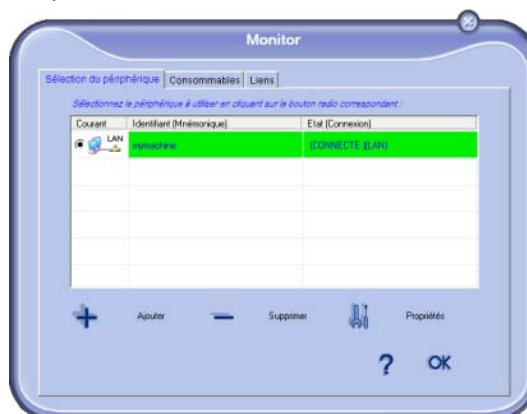 Monitor
Sélection du périphérique Consommables Liens
Sélectionnez le périphérique à utiliser en cliquant sur le bouton radio correspondant :
Courant Identifiant (Mnémonique) Etat (Connexion)
LAN mymachine (CONNECTE )(LAN)
Ajouter Supprimer Propriétés
? OK